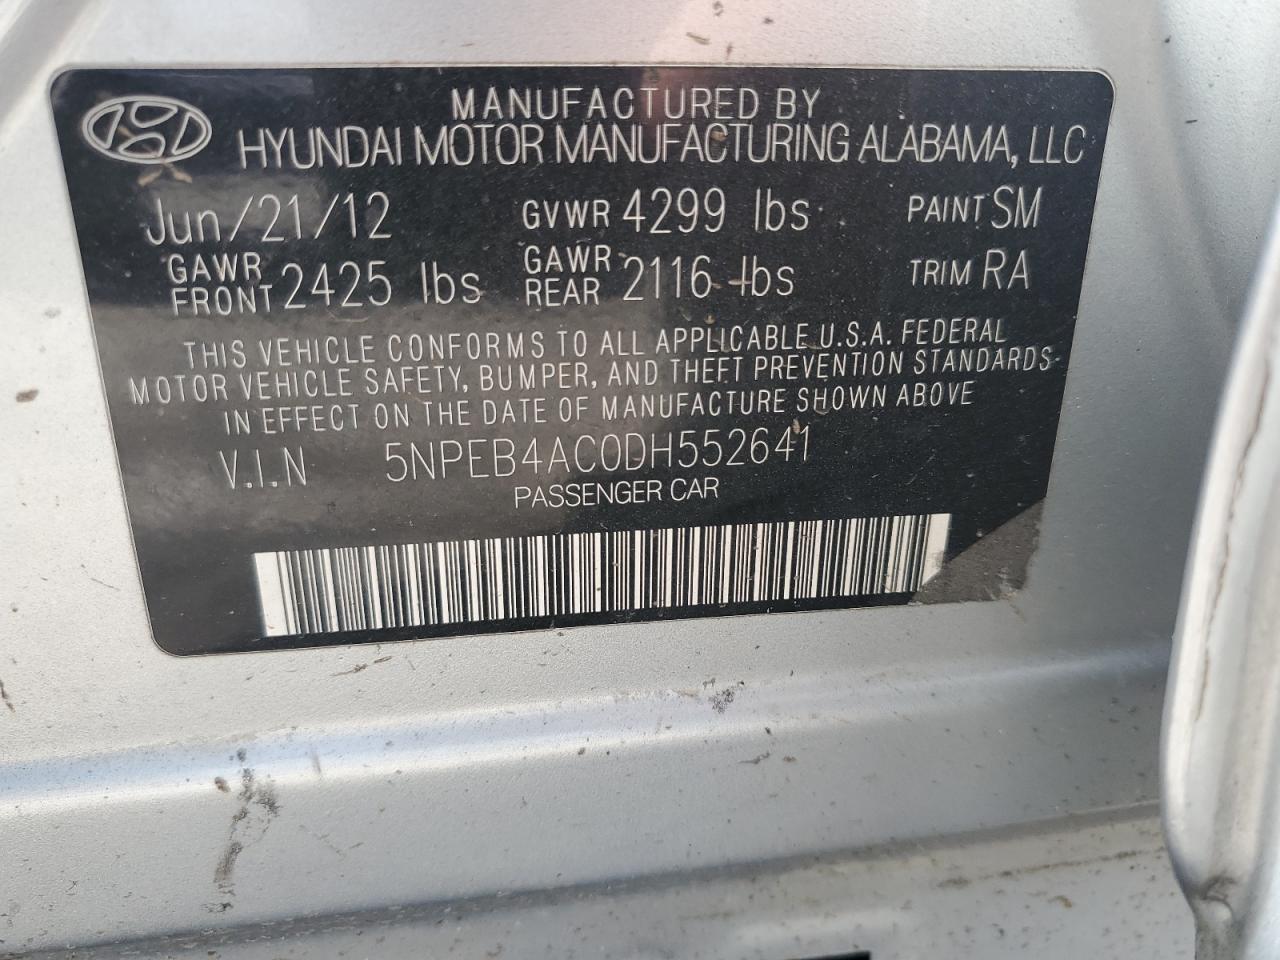 MANUFACTURED BY
HYUNDAI MOTOR MANUFACTURING ALABAMA, LLC
Jun/21/12 GVWR 4299 lbs PAINT SM
GAWR FRONT 2425 lbs GAWR REAR 2116 lbs TRIM RA
THIS VEHICLE CONFORMS TO ALL APPLICABLE U.S.A. FEDERAL
MOTOR VEHICLE SAFETY, BUMPER, AND THEFT PREVENTION STANDARDS
IN EFFECT ON THE DATE OF MANUFACTURE SHOWN ABOVE
V.I.N 5NPEB4AC0DH552641
PASSENGER CAR